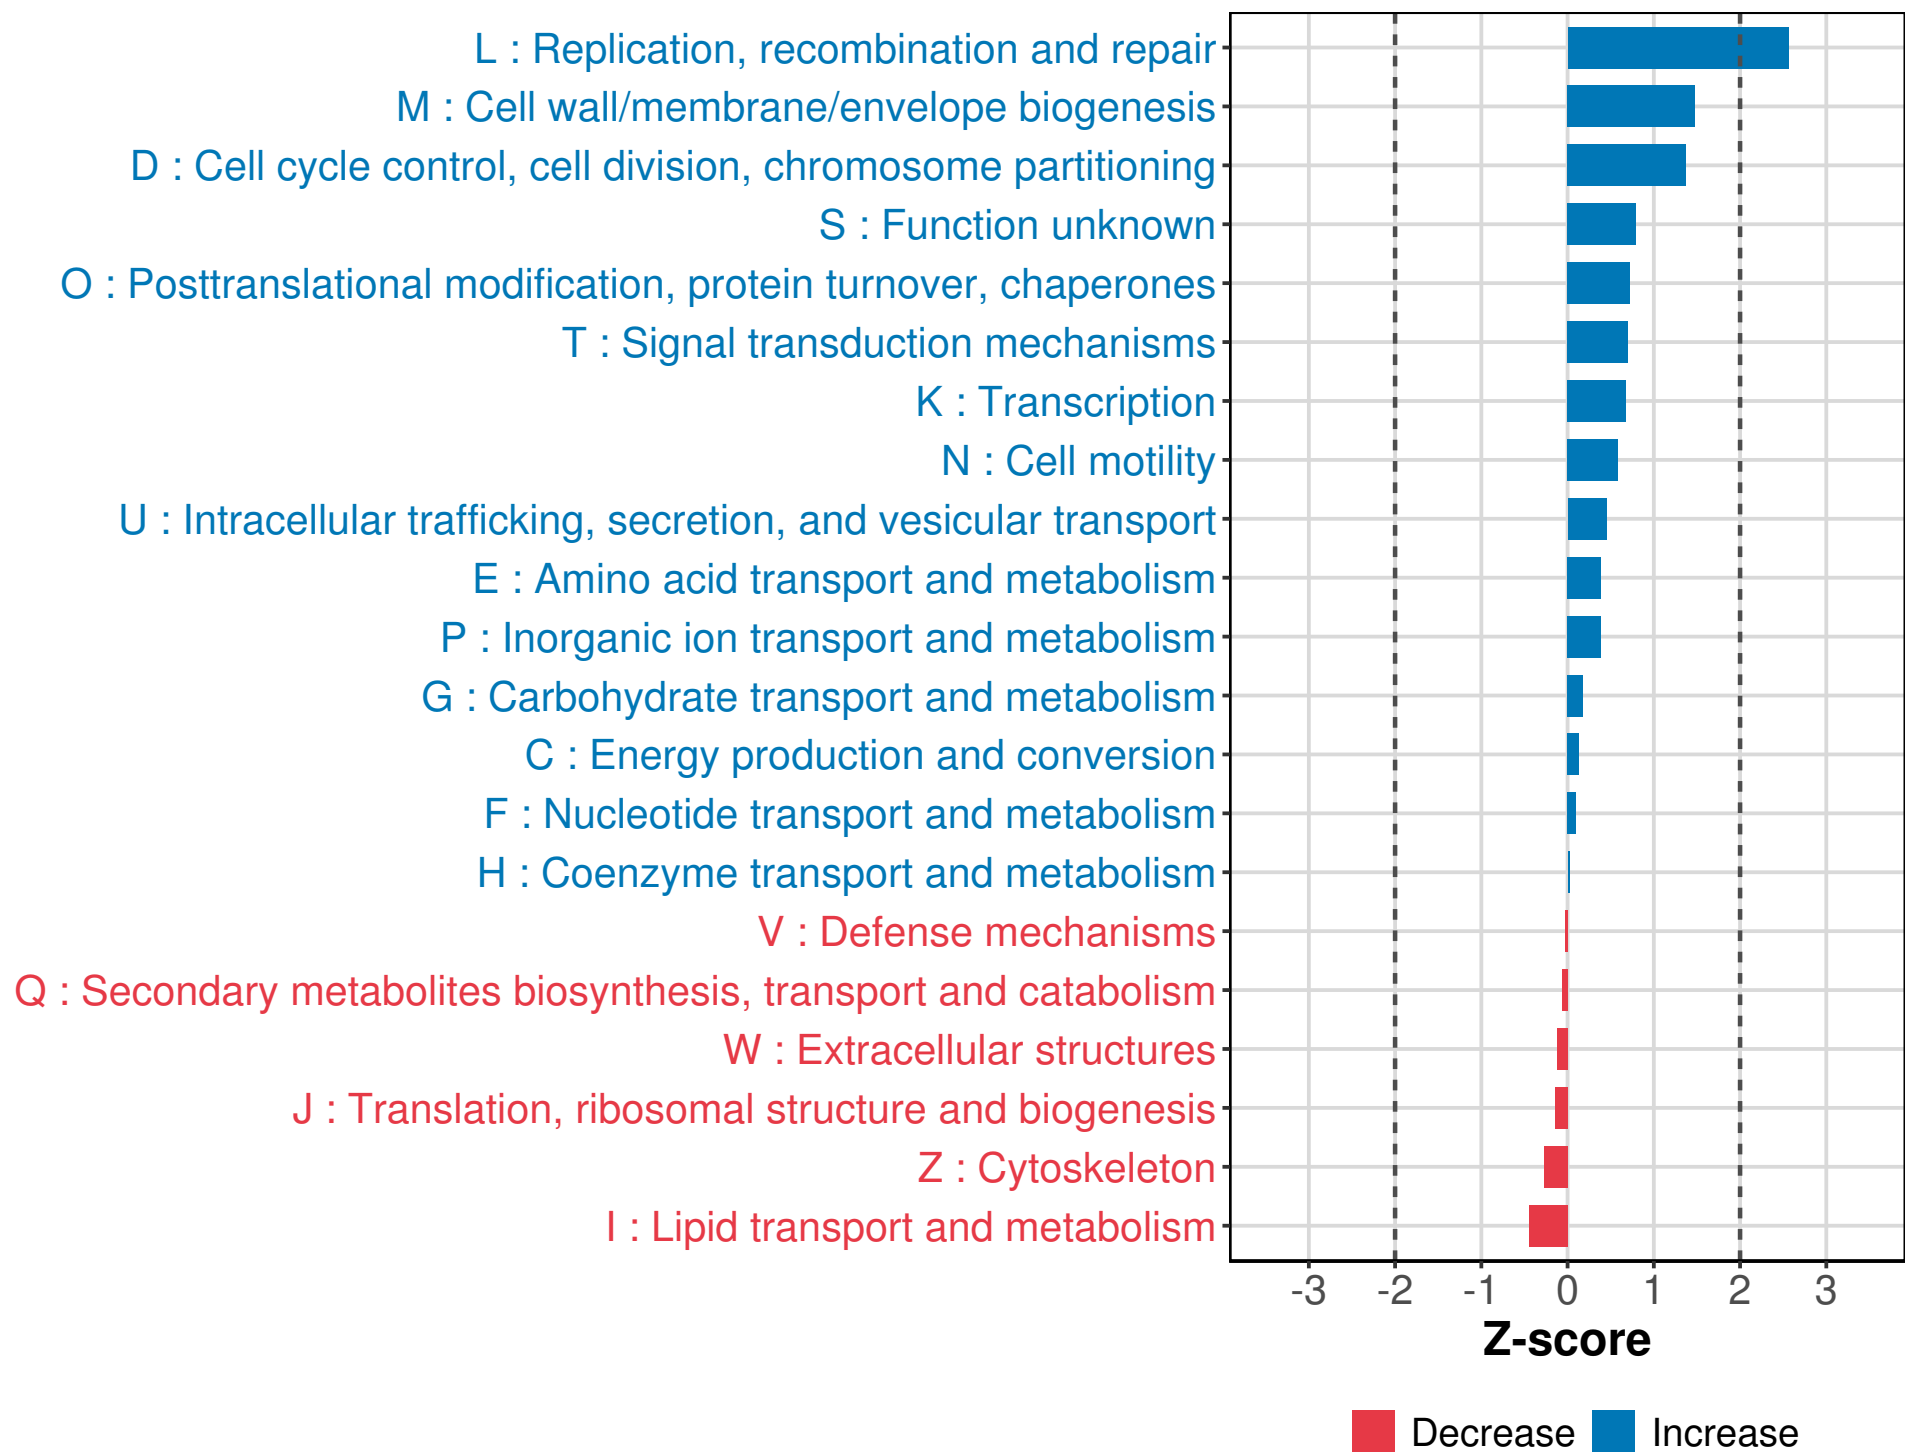 L : Replication, recombination and repair
M : Cell wall/membrane/envelope biogenesis
D : Cell cycle control, cell division, chromosome partitioning
S : Function unknown
O : Posttranslational modification, protein turnover, chaperones
T : Signal transduction mechanisms
K : Transcription
N : Cell motility
U : Intracellular trafficking, secretion, and vesicular transport
E : Amino acid transport and metabolism
P : Inorganic ion transport and metabolism
G : Carbohydrate transport and metabolism
C : Energy production and conversion
F : Nucleotide transport and metabolism
H : Coenzyme transport and metabolism
V : Defense mechanisms
Q : Secondary metabolites biosynthesis, transport and catabolism
W : Extracellular structures
J : Translation, ribosomal structure and biogenesis
Z : Cytoskeleton
I : Lipid transport and metabolism
-3 -2 -1 0 1 2 3
Z-score
Decrease Increase